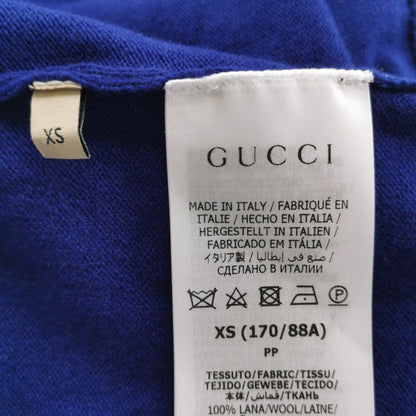 XS
GUCCI
MADE IN ITALY / FABRIQUÉ EN
ITALIE / HECHO EN ITALIA /
HERGESTELLT IN ITALIEN /
FABRICADO EM ITÁLIA /
イタリア製 / صنع في إيطاليا /
СДЕЛАНО В ИТАЛИИ
XS (170/88A)
PP
TESSUTO/FABRIC/TISSU/
TEJIDO/GEWEBE/TECIDO/
本体/قماش/ТКАНЬ
100% LANA/WOOL/LAINE/